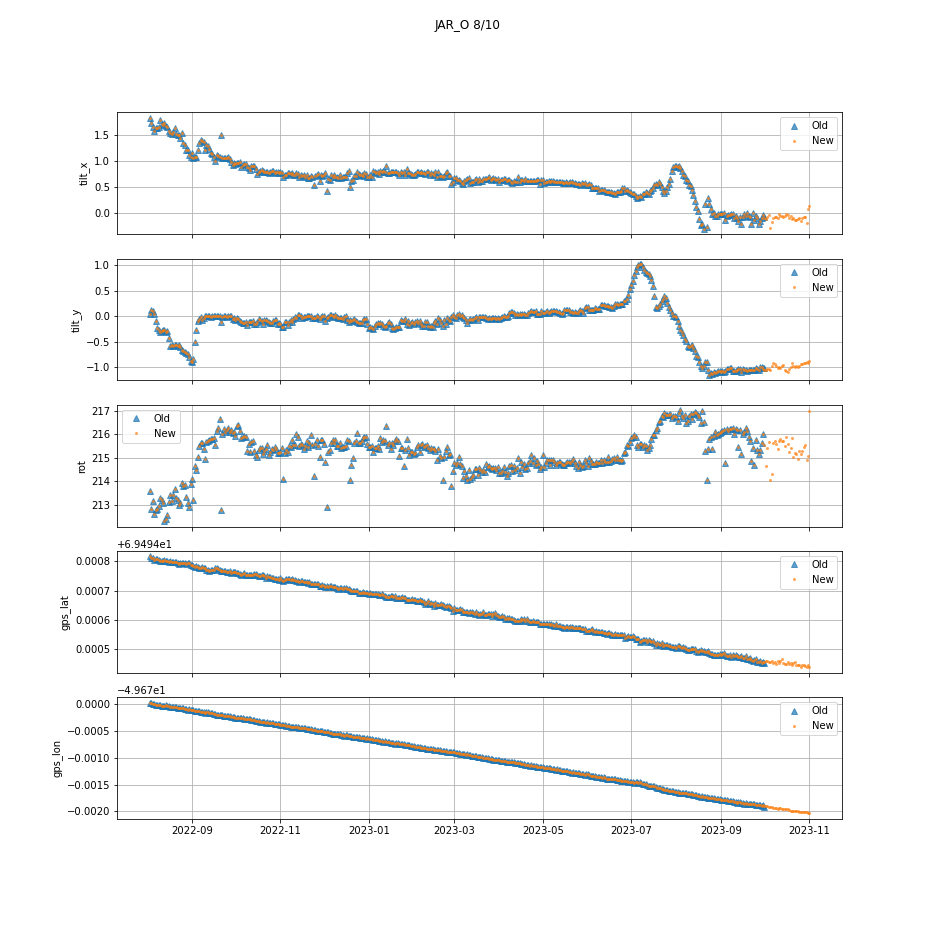 JAR_O 8/10
tilt_x
1.5
1.0
0.5
0.0
Old
New
tilt_y
1.0
0.5
0.0
−0.5
−1.0
Old
New
rot
217
216
215
214
213
Old
New
+6.9494e1
gps_lat
0.0008
0.0007
0.0006
0.0005
Old
New
−4.967e1
gps_lon
0.0000
−0.0005
−0.0010
−0.0015
−0.0020
Old
New
2022-09 2022-11 2023-01 2023-03 2023-05 2023-07 2023-09 2023-11